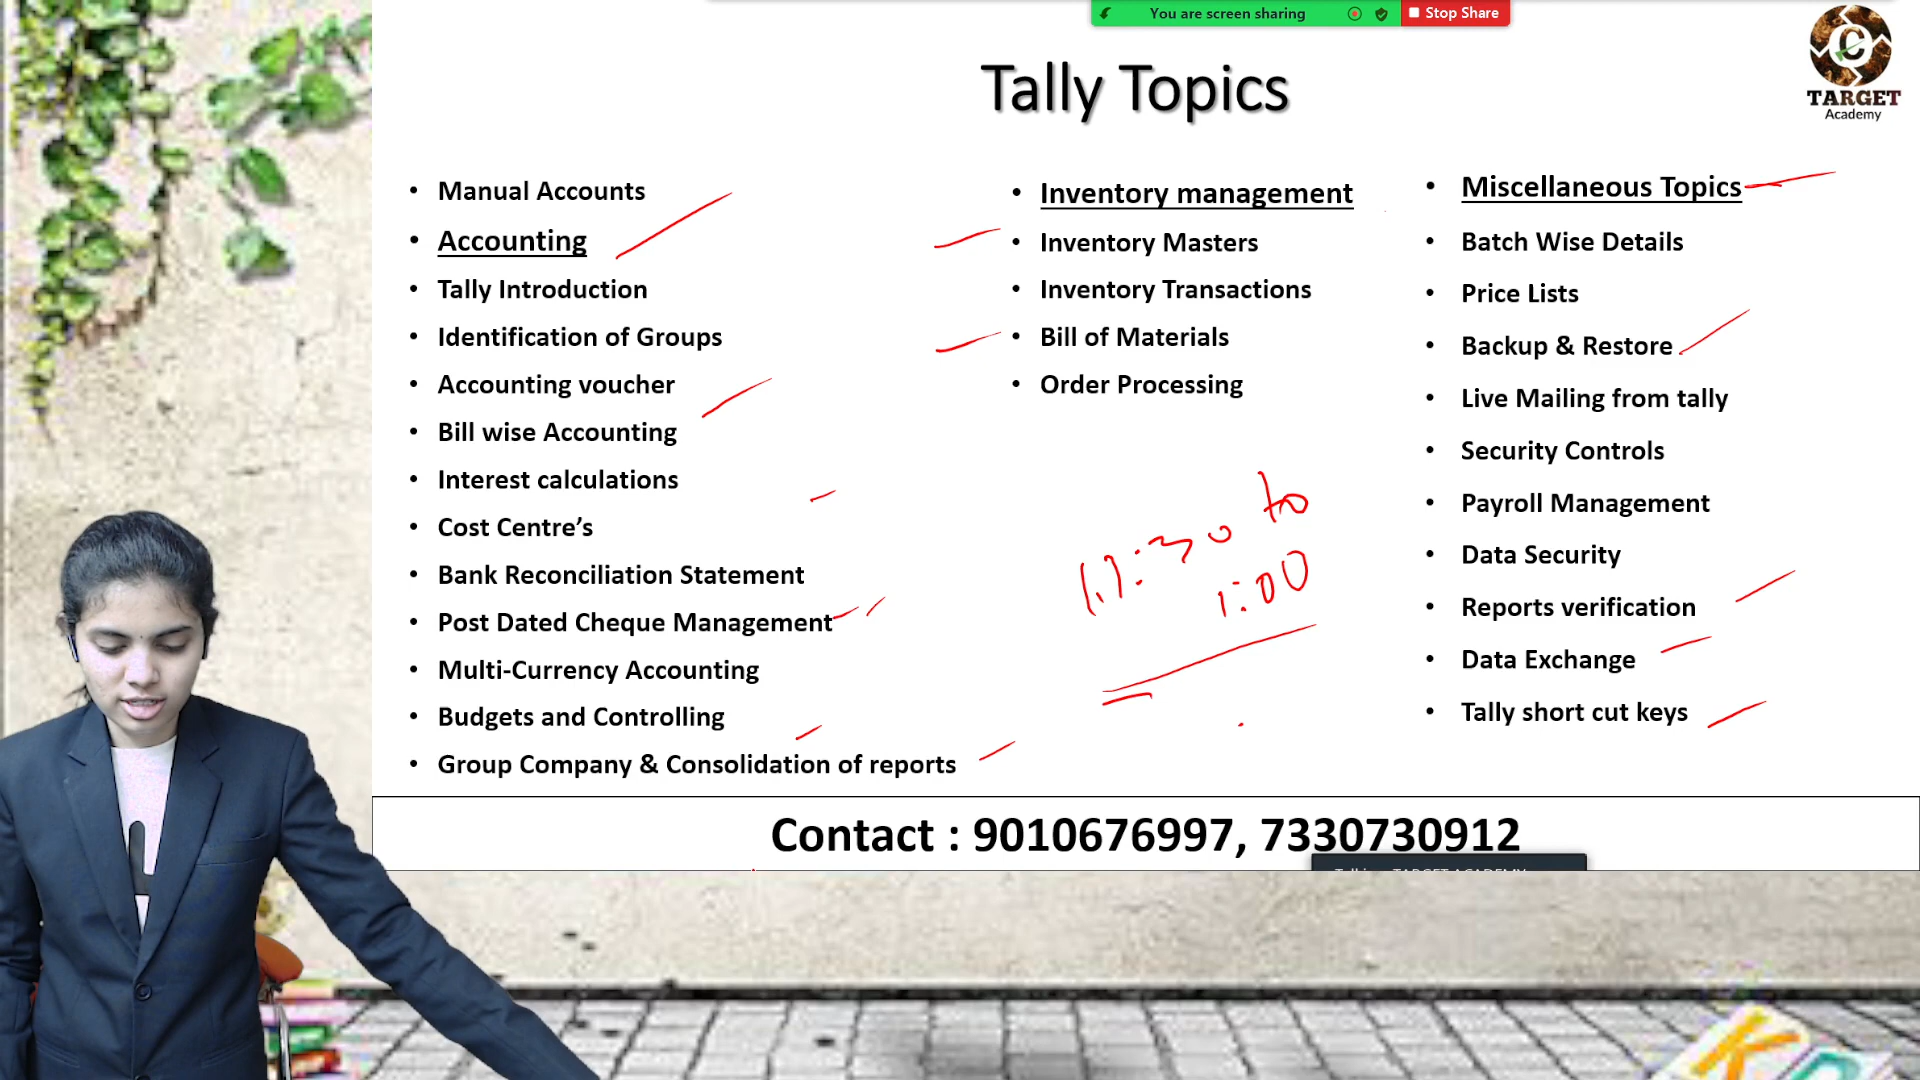 You are screen sharing
Stop Share
TARGET
Academy
Tally Topics
• Manual Accounts
• Accounting
• Tally Introduction
• Identification of Groups
• Accounting voucher
• Bill wise Accounting
• Interest calculations
• Cost Centre’s
• Bank Reconciliation Statement
• Post Dated Cheque Management
• Multi-Currency Accounting
• Budgets and Controlling
• Group Company & Consolidation of reports
• Inventory management
• Inventory Masters
• Inventory Transactions
• Bill of Materials
• Order Processing
11:30 to
1:00
• Miscellaneous Topics
• Batch Wise Details
• Price Lists
• Backup & Restore
• Live Mailing from tally
• Security Controls
• Payroll Management
• Data Security
• Reports verification
• Data Exchange
• Tally short cut keys
Contact : 9010676997, 7330730912